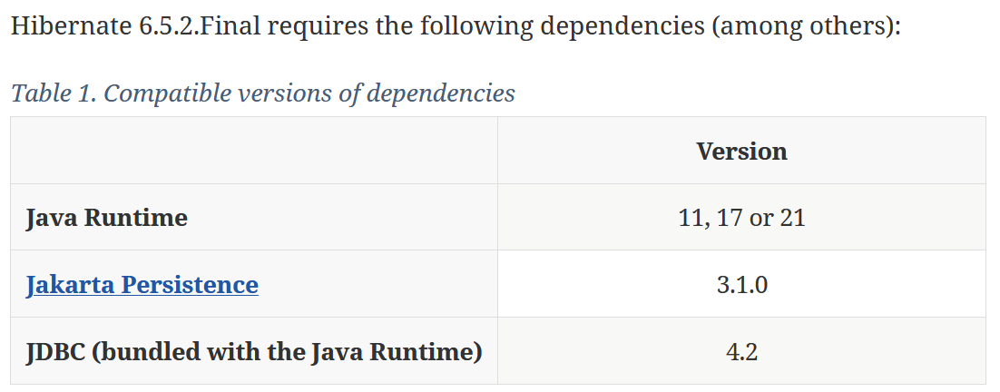 Hibernate 6.5.2.Final requires the following dependencies (among others):
Table 1. Compatible versions of dependencies
Version
Java Runtime 11, 17 or 21
Jakarta Persistence 3.1.0
JDBC (bundled with the Java Runtime) 4.2